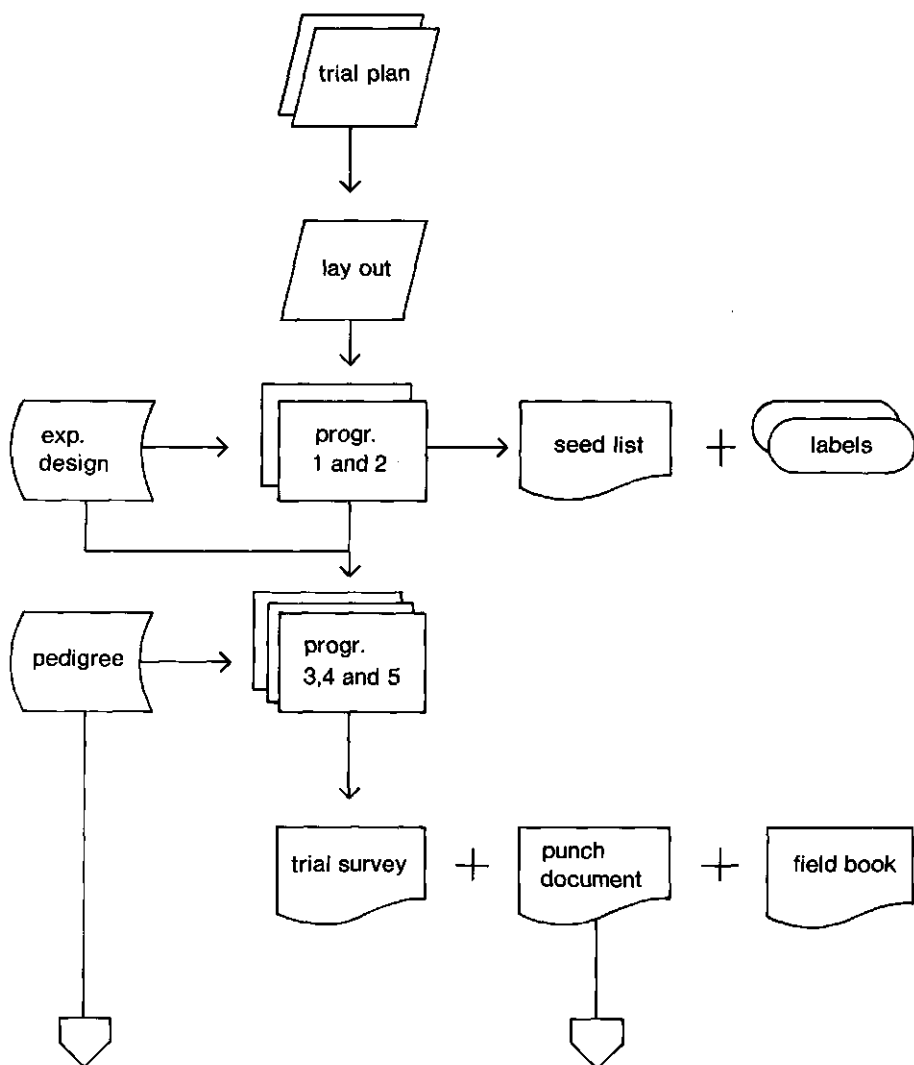 trial plan
lay out
exp.
design
progr.
1 and 2
seed list
+
labels
pedigree
progr.
3,4 and 5
trial survey
+
punch
document
+
field book